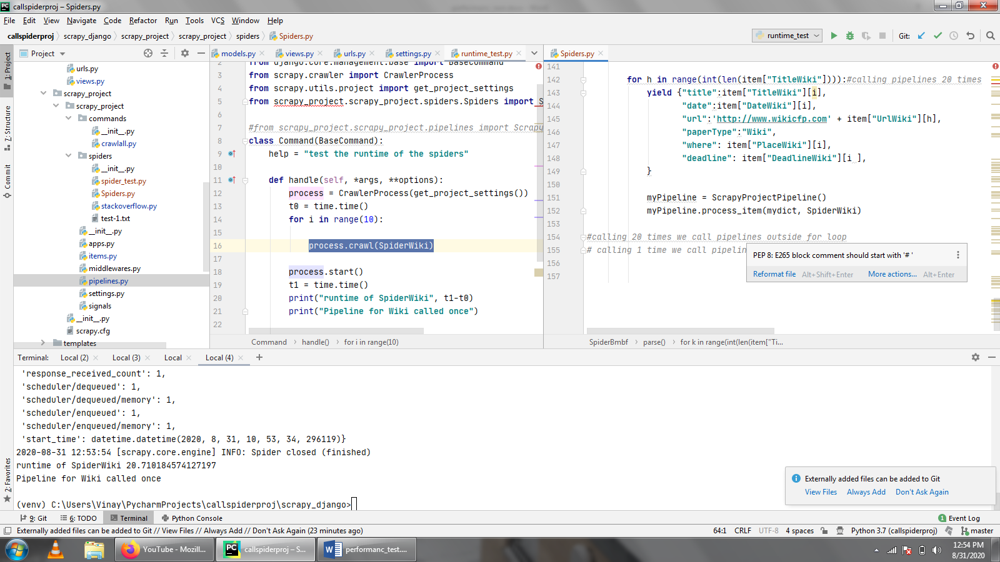 callspiderproj – Spiders.py
File Edit View Navigate Code Refactor Run Tools VCS Window Help
callspiderproj scrapy_django scrapy_project scrapy_project spiders Spiders.py
runtime_test Git:
1: Project
7: Structure
Commit
2: Favorites
Project
urls.py
views.py
scrapy_project
scrapy_project
commands
__init__.py
crawlall.py
spiders
__init__.py
spider_test.py
Spiders.py
stackoverflow.py
test-1.txt
__init__.py
apps.py
items.py
middlewares.py
pipelines.py
settings.py
signals
__init__.py
scrapy.cfg
templates
models.py views.py urls.py settings.py runtime_test.py
2 from django.core.management.base import BaseCommand
3 from scrapy.crawler import CrawlerProcess
4 from scrapy.utils.project import get_project_settings
5 from scrapy_project.scrapy_project.spiders.Spiders import S
6
7 #from scrapy_project.scrapy_project.pipelines import Scrapy
8 class Command(BaseCommand):
9 help = "test the runtime of the spiders"
10
11 def handle(self, *args, **options):
12 process = CrawlerProcess(get_project_settings())
13 t0 = time.time()
14 for i in range(10):
15
16 process.crawl(SpiderWiki)
17
18 process.start()
19 t1 = time.time()
20 print("runtime of SpiderWiki", t1-t0)
21 print("Pipeline for Wiki called once")
22
Command handle() for i in range(10)
Spiders.py
141
142 for h in range(int(len(item["TitleWiki"]))):#calling pipelines 20 times
143 yield {"title":item["TitleWiki"][i],
144 "date":item["DateWiki"][i],
145 "url":'http://www.wikicfp.com' + item["UrlWiki"][h],
146 "paperType":"Wiki",
147 "where": item["PlaceWiki"][i],
148 "deadline": item["DeadlineWiki"][i ],
149 }
150
151 myPipeline = ScrapyProjectPipeline()
152 myPipeline.process_item(mydict, SpiderWiki)
153
154 #calling 20 times we call pipelines outside for loop
155 # calling 1 time we call pipelin
156
157
PEP 8: E265 block comment should start with '# '
Reformat file Alt+Shift+Enter More actions... Alt+Enter
SpiderBmbf parse() for k in range(int(len(item["Ti...
Terminal: Local (2) Local (3) Local Local (4)
'response_received_count': 1,
'scheduler/dequeued': 1,
'scheduler/dequeued/memory': 1,
'scheduler/enqueued': 1,
'scheduler/enqueued/memory': 1,
'start_time': datetime.datetime(2020, 8, 31, 10, 53, 34, 296119)}
2020-08-31 12:53:54 [scrapy.core.engine] INFO: Spider closed (finished)
runtime of SpiderWiki 20.710184574127197
Pipeline for Wiki called once
(venv) C:\Users\Vinay\PycharmProjects\callspiderproj\scrapy_django>
Externally added files can be added to Git
View Files Always Add Don't Ask Again
9: Git 6: TODO Terminal Python Console
1 Event Log
Externally added files can be added to Git // View Files // Always Add // Don't Ask Again (23 minutes ago)
64:1 CRLF UTF-8 4 spaces Python 3.7 (callspiderproj) master
YouTube - Mozill... callspiderproj – S... performanc_test....
12:54 PM
8/31/2020